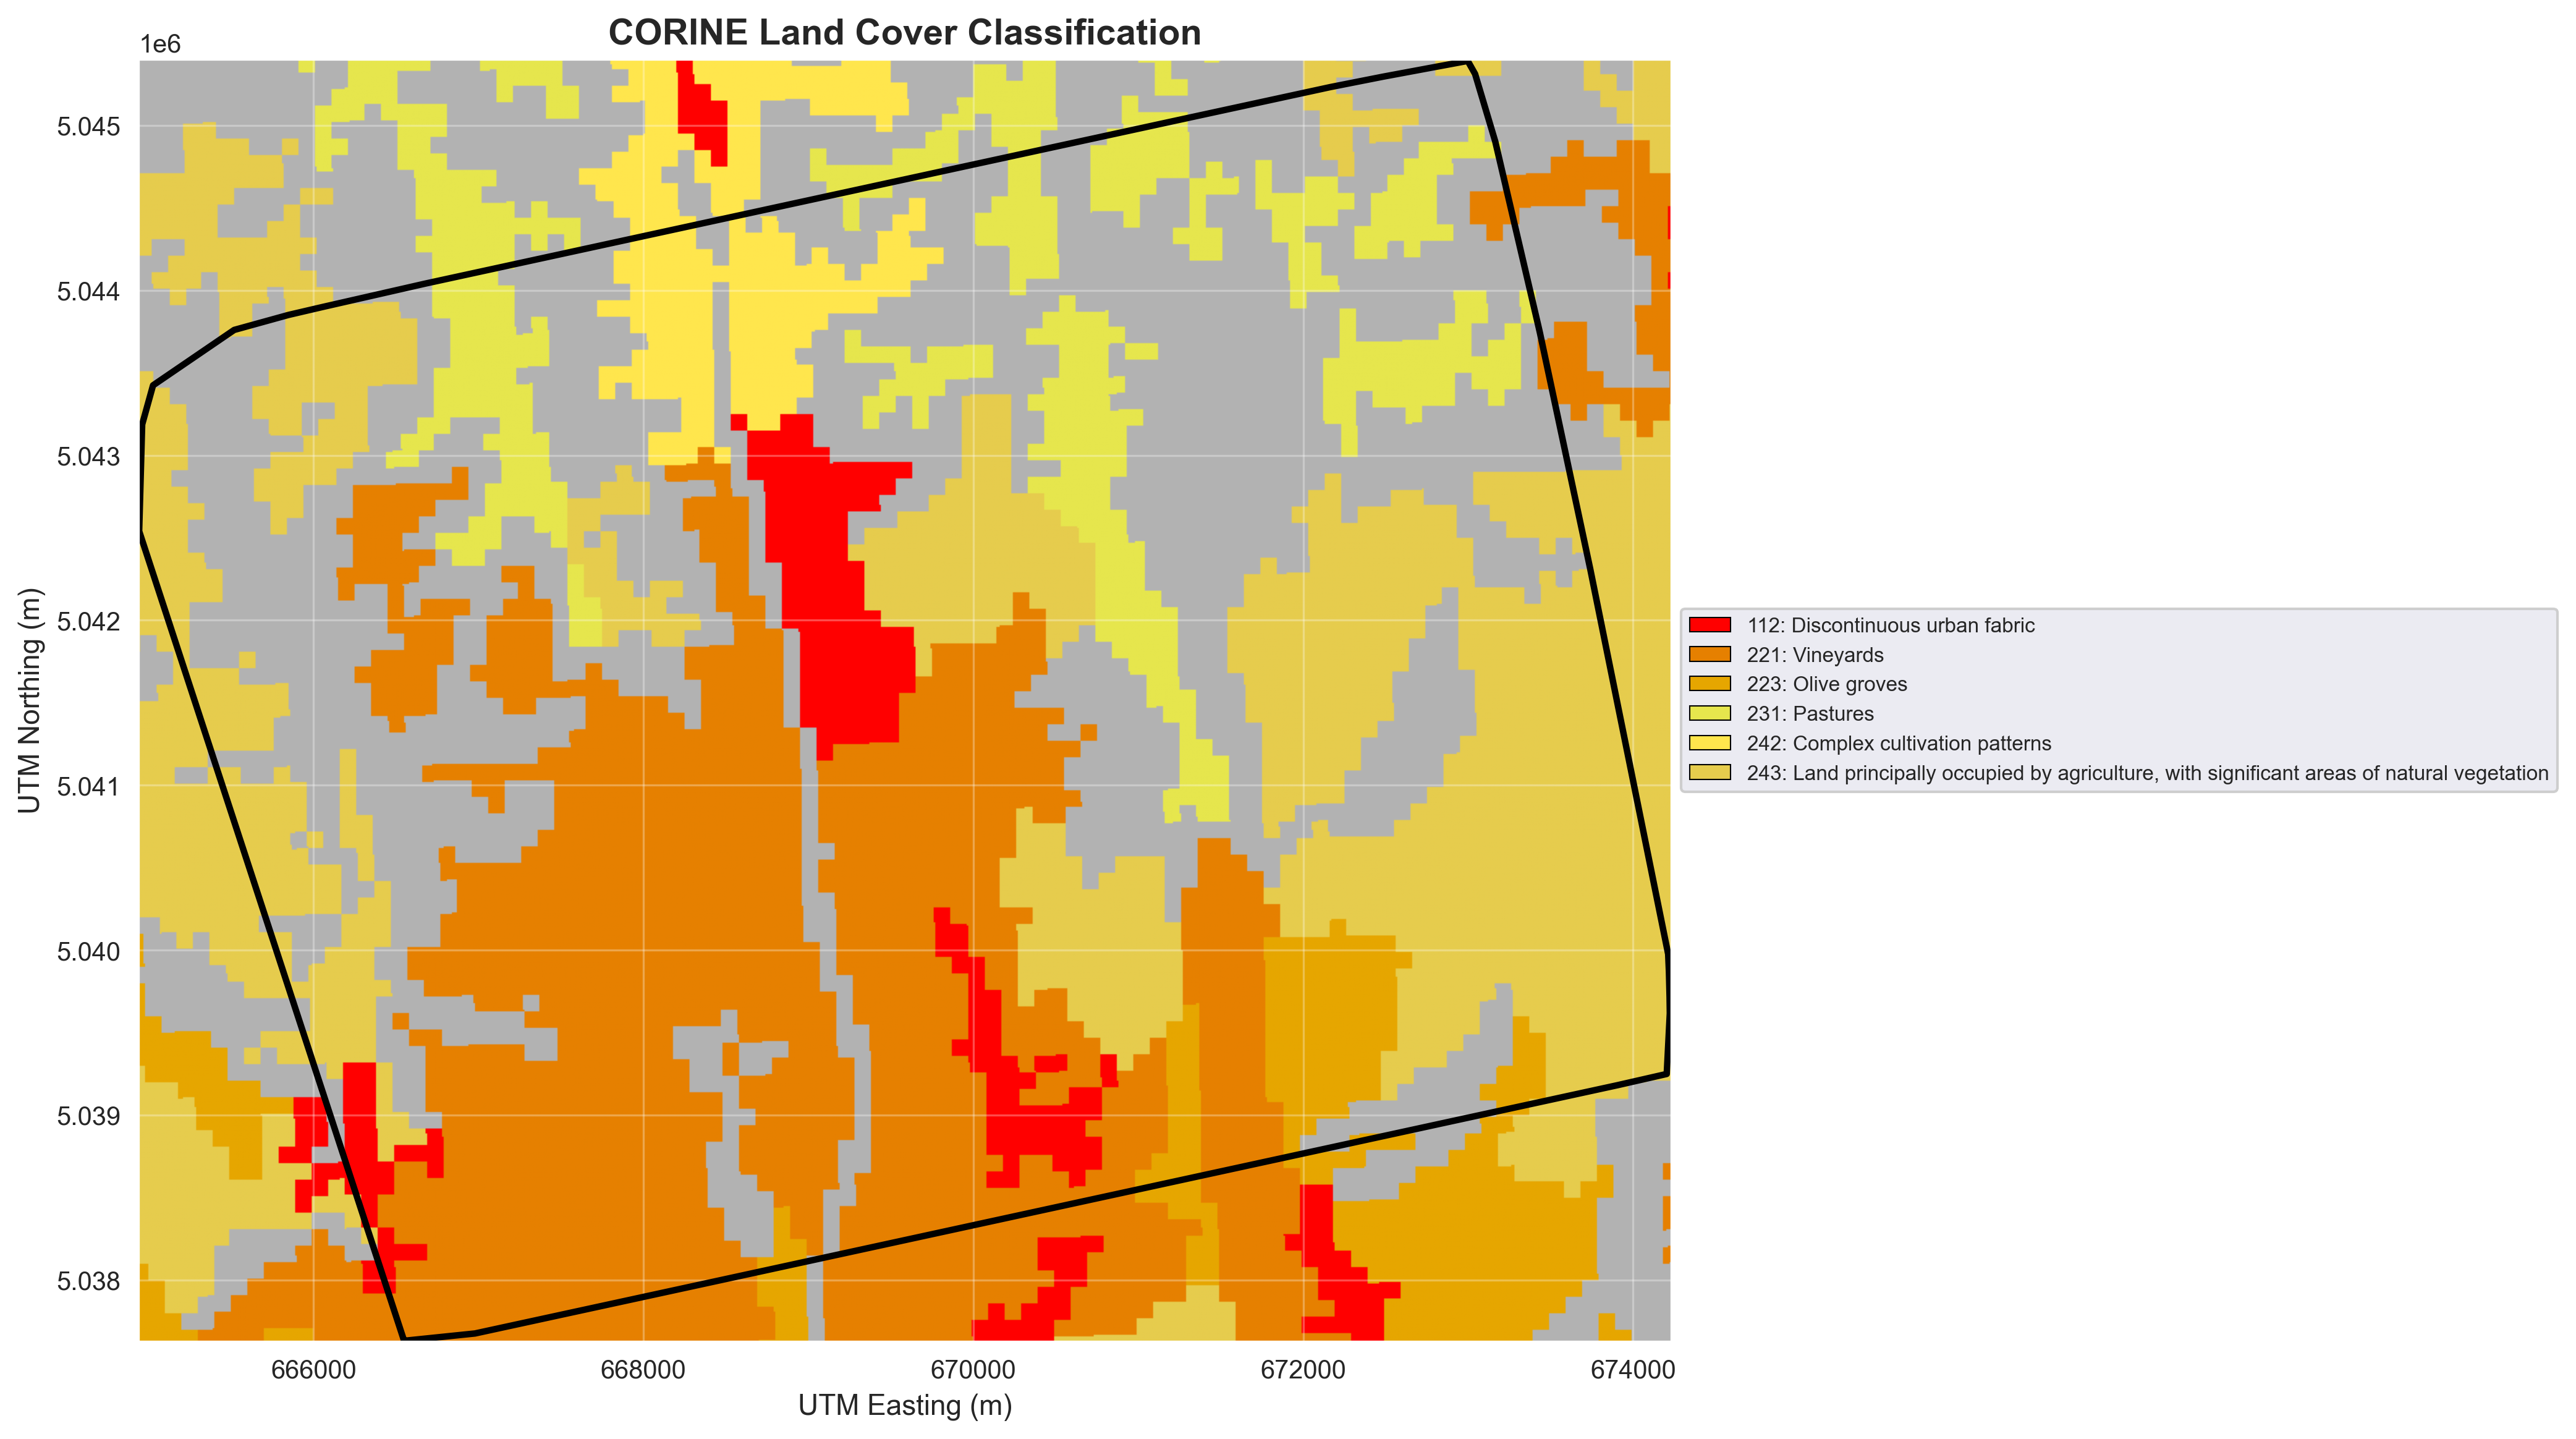 CORINE Land Cover Classification
1e6
5.045
5.044
5.043
5.042
5.041
5.040
5.039
5.038
UTM Northing (m)
666000 668000 670000 672000 674000
UTM Easting (m)
112: Discontinuous urban fabric
221: Vineyards
223: Olive groves
231: Pastures
242: Complex cultivation patterns
243: Land principally occupied by agriculture, with significant areas of natural vegetation